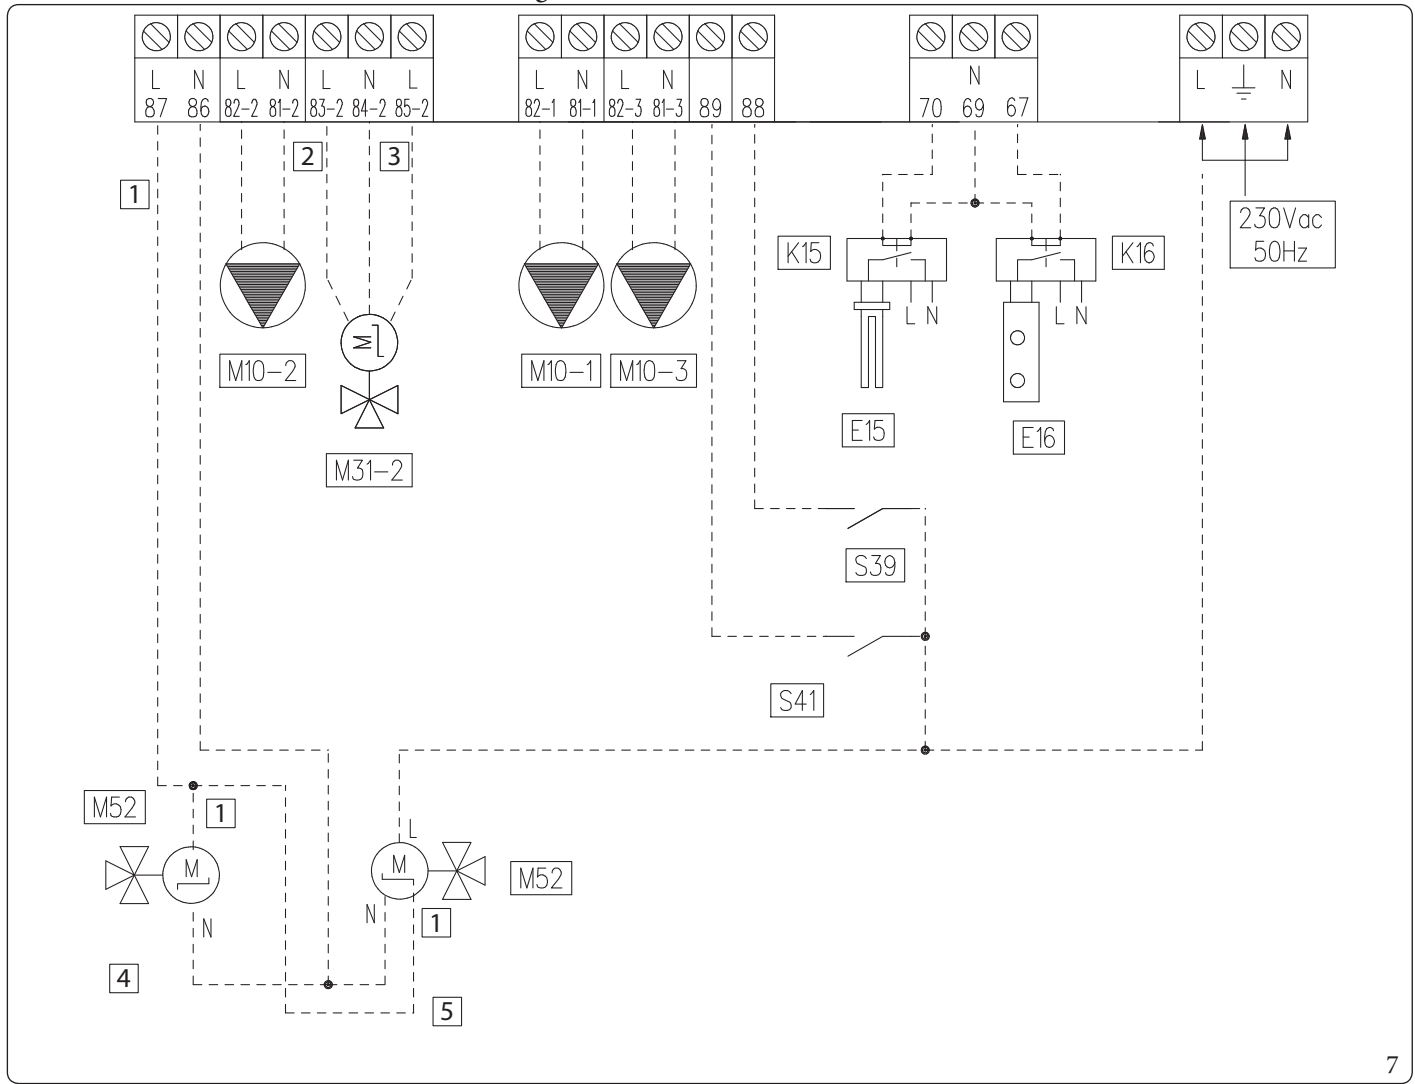 L N L N L N L
87 86 82-2 81-2 83-2 84-2 85-2
L N L N
82-1 81-1 82-3 81-3 89 88
N
70 69 67
L N
1
2
3
230Vac
50Hz
K15
K16
L N
L N
M
M10-2
M10-1
M10-3
M31-2
E15
E16
S39
S41
M52
1
L
M
M
M52
N
N
1
4
5
7